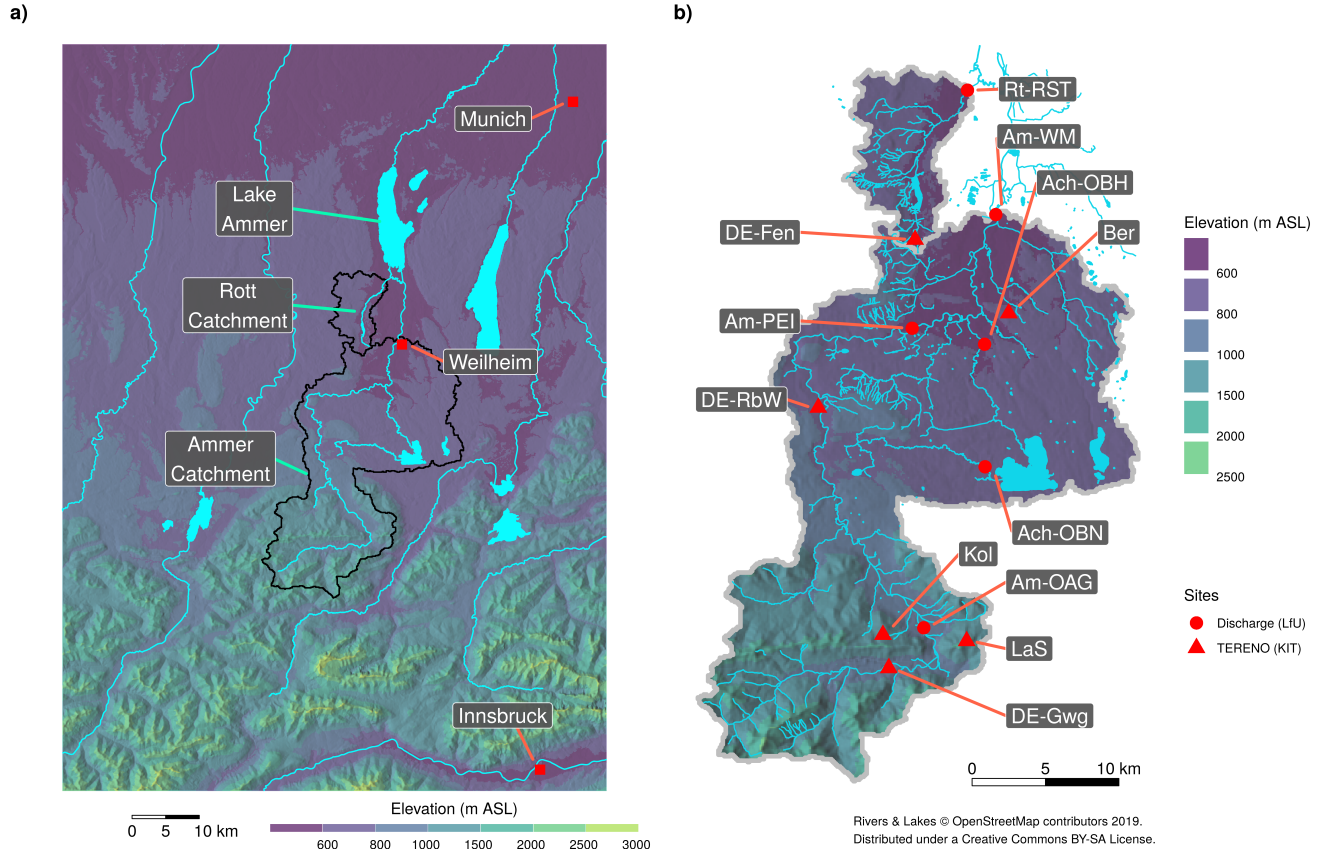 a)
Munich
Lake
Ammer
Rott
Catchment
Weilheim
Ammer
Catchment
Innsbruck
0 5 10 km
Elevation (m ASL)
600 800 1000 1500 2000 2500 3000
b)
Rt-RST
Am-WM
Ach-OBH
DE-Fen
Ber
Am-PEI
DE-RbW
Ach-OBN
Kol
Am-OAG
LaS
DE-Gwg
0 5 10 km
Elevation (m ASL)
600
800
1000
1500
2000
2500
Sites
Discharge (LfU)
TERENO (KIT)
Rivers & Lakes © OpenStreetMap contributors 2019.
Distributed under a Creative Commons BY-SA License.